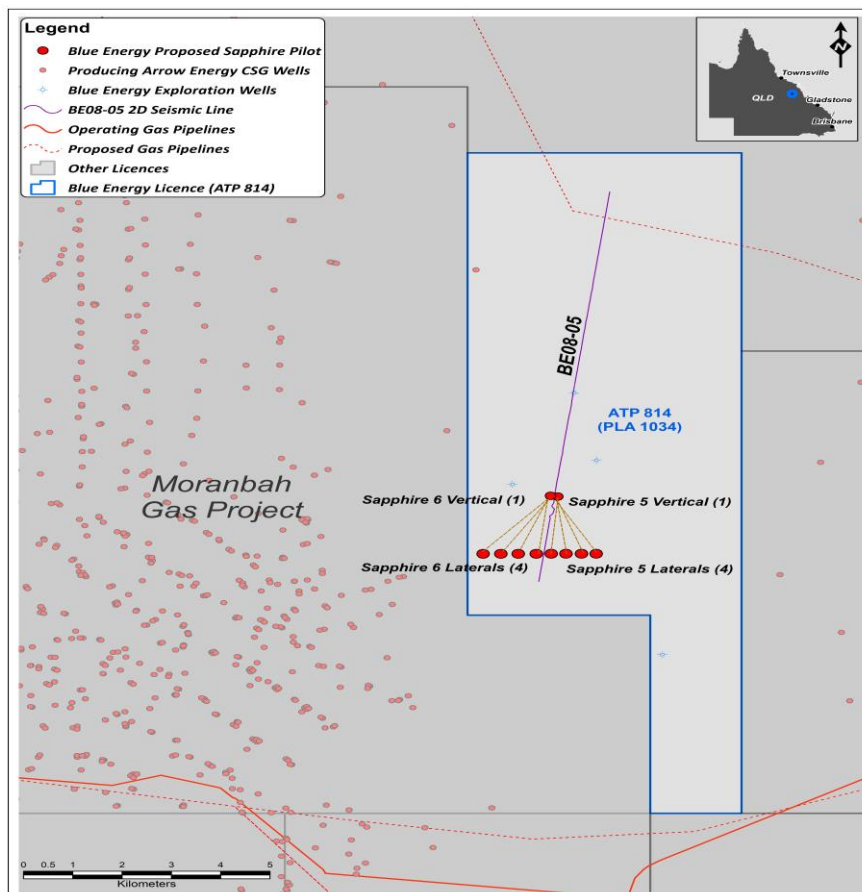 Legend
Blue Energy Proposed Sapphire Pilot
Producing Arrow Energy CSG Wells
Blue Energy Exploration Wells
BE08-05 2D Seismic Line
Operating Gas Pipelines
Proposed Gas Pipelines
Other Licences
Blue Energy Licence (ATP 814)
N
Townsville
QLD
Gladstone
Brisbane
BE08-05
ATP 814
(PLA 1034)
Moranbah
Gas Project
Sapphire 6 Vertical (1)
Sapphire 5 Vertical (1)
Sapphire 6 Laterals (4)
Sapphire 5 Laterals (4)
0 0.5 1 2 3 4 5
Kilometers